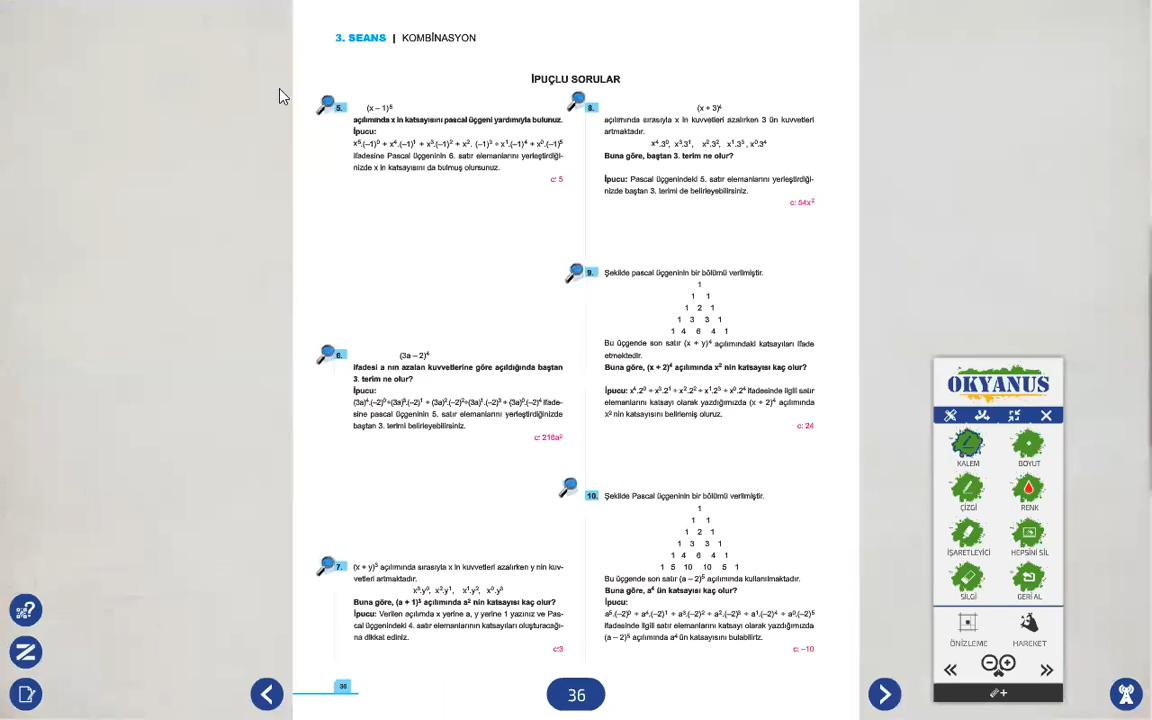 3. SEANS | KOMBİNASYON
İPUÇLU SORULAR
5. (x – 1)⁵
açılımında x in katsayısını pascal üçgeni yardımıyla bulunuz.
İpucu:
x⁵.(–1)⁰ + x⁴.(–1)¹ + x³.(–1)² + x². (–1)³ + x¹.(–1)⁴ + x⁰.(–1)⁵
ifadesine Pascal üçgeninin 6. satır elemanlarını yerleştirdiği-
nizde x in katsayısını da bulmuş olursunuz.
c: 5
6. (3a – 2)⁴
ifadesi a nın azalan kuvvetlerine göre açıldığında baştan
3. terim ne olur?
İpucu:
(3a)⁴.(–2)⁰+(3a)³.(–2)¹ + (3a)².(–2)²+(3a)¹.(–2)³ + (3a)⁰.(–2)⁴ ifade-
sine pascal üçgeninin 5. satır elemanlarını yerleştirdiğinizde
baştan 3. terimi belirleyebilirsiniz.
c: 216a²
7. (x + y)³ açılımında sırasıyla x in kuvvetleri azalırken y nin kuv-
vetleri artmaktadır.
x³.y⁰, x².y¹, x¹.y², x⁰.y³
Buna göre, (a + 1)³ açılımında a² nin katsayısı kaç olur?
İpucu: Verilen açılımda x yerine a, y yerine 1 yazınız ve Pas-
cal üçgenindeki 4. satır elemanlarının katsayıları oluşturacağı-
na dikkat ediniz.
c:3
8. (x + 3)⁴
açılımında sırasıyla x in kuvvetleri azalırken 3 ün kuvvetleri
artmaktadır.
x⁴.3⁰, x³.3¹, x².3², x¹.3³, x⁰.3⁴
Buna göre, baştan 3. terim ne olur?
İpucu: Pascal üçgenindeki 5. satır elemanlarını yerleştirdiği-
nizde baştan 3. terimi de belirleyebilirsiniz.
c: 54x²
9. Şekilde pascal üçgeninin bir bölümü verilmiştir.
1
1 1
1 2 1
1 3 3 1
1 4 6 4 1
Bu üçgende son satır (x + y)⁴ açılımındaki katsayıları ifade
etmektedir.
Buna göre, (x + 2)⁴ açılımında x² nin katsayısı kaç olur?
İpucu: x⁴.2⁰ + x³.2¹ + x².2² + x¹.2³ + x⁰.2⁴ ifadesinde ilgili satır
elemanlarını katsayı olarak yazdığımızda (x + 2)⁴ açılımında
nin katsayısını belirlemiş oluruz.
c: 24
10. Şekilde Pascal üçgeninin bir bölümü verilmiştir.
1
1 1
1 2 1
1 3 3 1
1 4 6 4 1
1 5 10 10 5 1
Bu üçgende son satır (a – 2)⁵ açılımında kullanılmaktadır.
Buna göre, a⁴ ün katsayısı kaç olur?
İpucu:
a⁵.(–2)⁰ + a⁴.(–2)¹ + a³.(–2)² + a².(–2)³ + a¹.(–2)⁴ + a⁰.(–2)⁵
ifadesinde ilgili satır elemanlarını katsayı olarak yazdığımızda
(a – 2)⁵ açılımında a⁴ ün katsayısını bulabiliriz.
c: –10
36
36
OKYANUS
KALEM
BOYUT
ÇİZGİ
RENK
İŞARETLEYİCİ
HEPSİNİ SİL
SİLGİ
GERİ AL
ÖNİZLEME
HAREKET